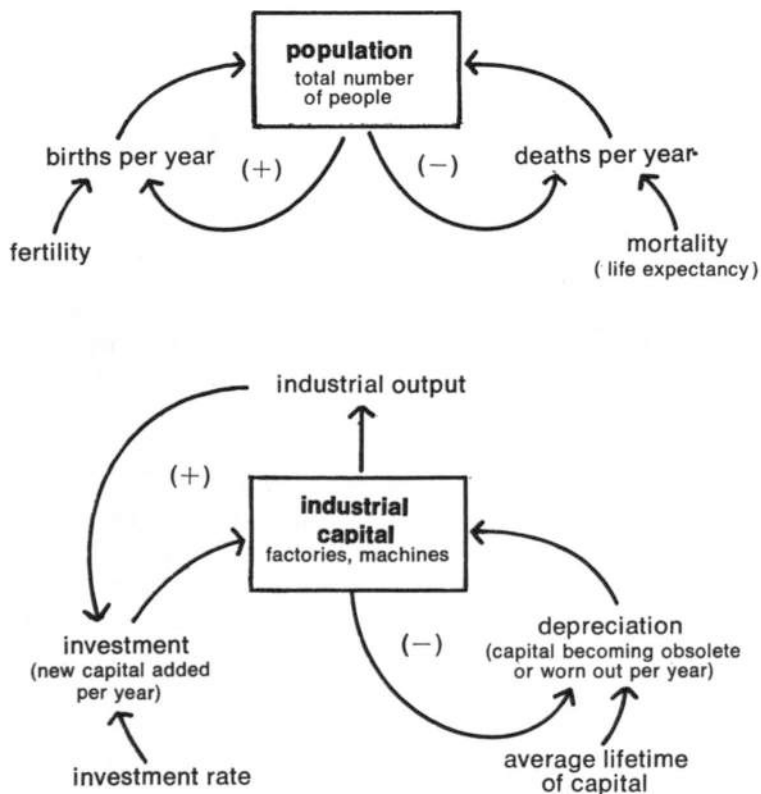 population
total number
of people
births per year
(+)
(−)
deaths per year
fertility
mortality
( life expectancy)
industrial output
(+)
industrial
capital
factories, machines
investment
(new capital added
per year)
(−)
depreciation
(capital becoming obsolete
or worn out per year)
investment rate
average lifetime
of capital